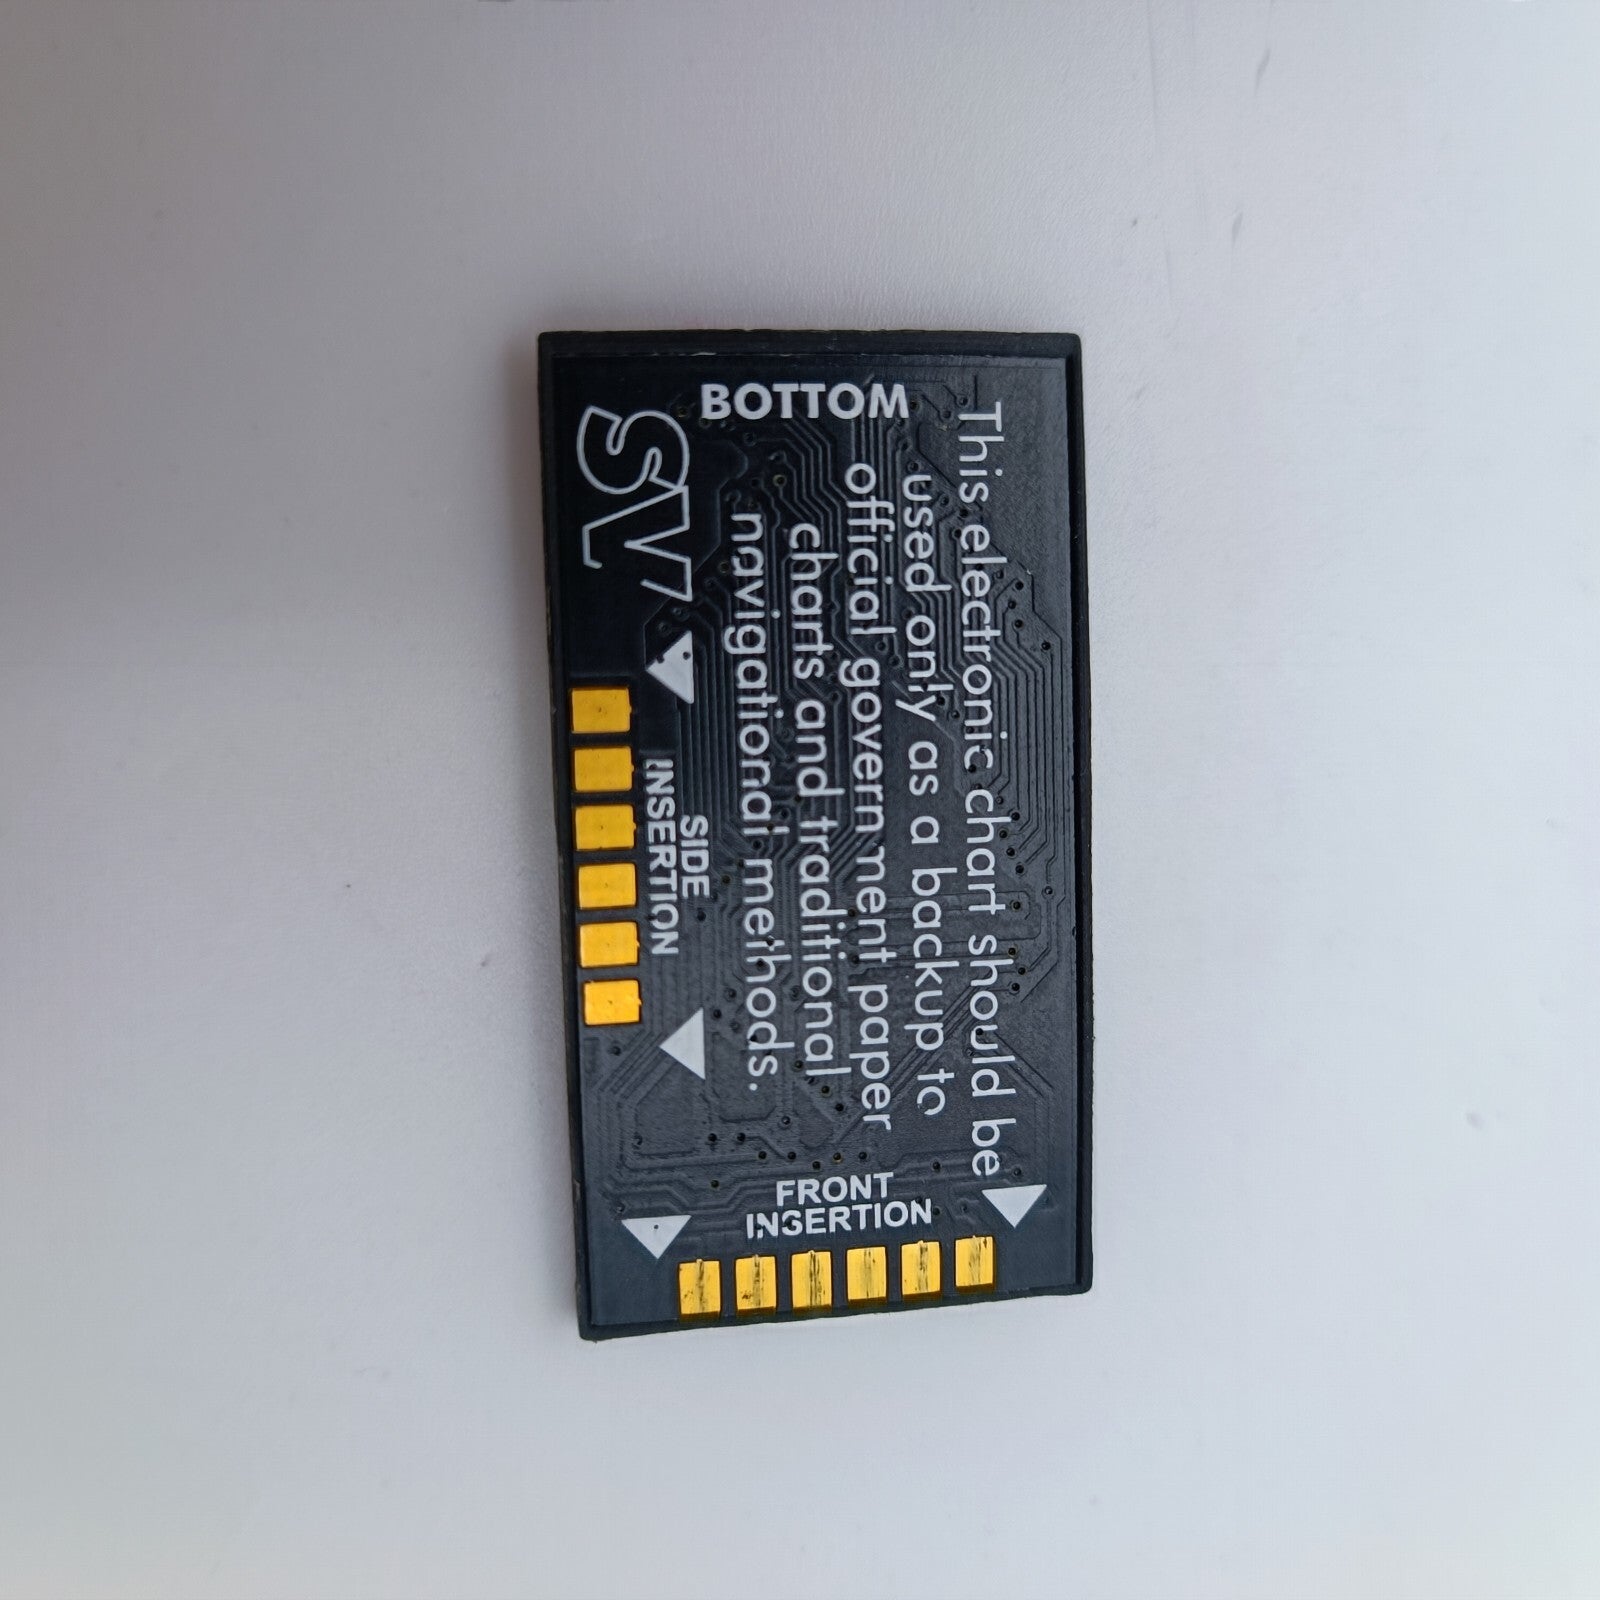 BOTTOM
This electronic chart should be
used only as a backup to
official government paper
charts and traditional
navigational methods.
SV7
SIDE
INSERTION
FRONT
INSERTION